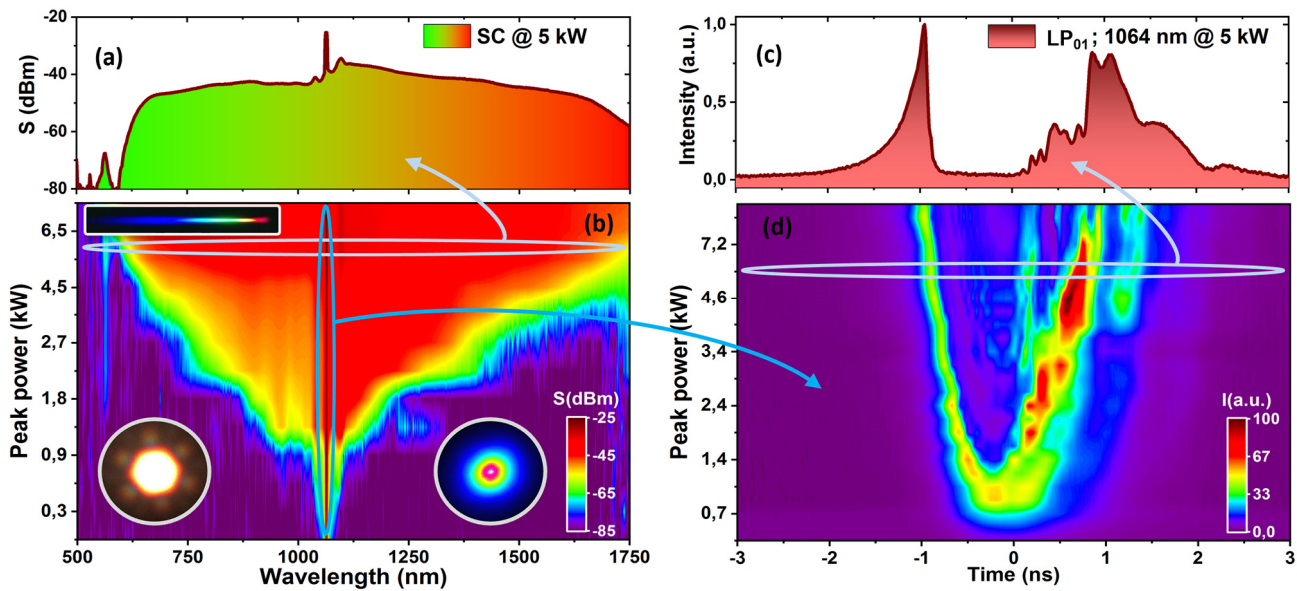 (a)
SC @ 5 kW
S (dBm)
-20
-40
-60
-80
(b)
Peak power (kW)
6,5
4,5
2,7
1,8
0,9
0,3
S(dBm)
-25
-45
-65
-85
500
750
1000
1250
1500
1750
Wavelength (nm)
(c)
LP₀₁; 1064 nm @ 5 kW
Intensity (a.u.)
1,0
0,5
0,0
(d)
Peak power (kW)
7,2
4,6
3,4
2,4
1,4
0,7
I(a.u.)
100
67
33
0,0
-3
-2
-1
0
1
2
3
Time (ns)